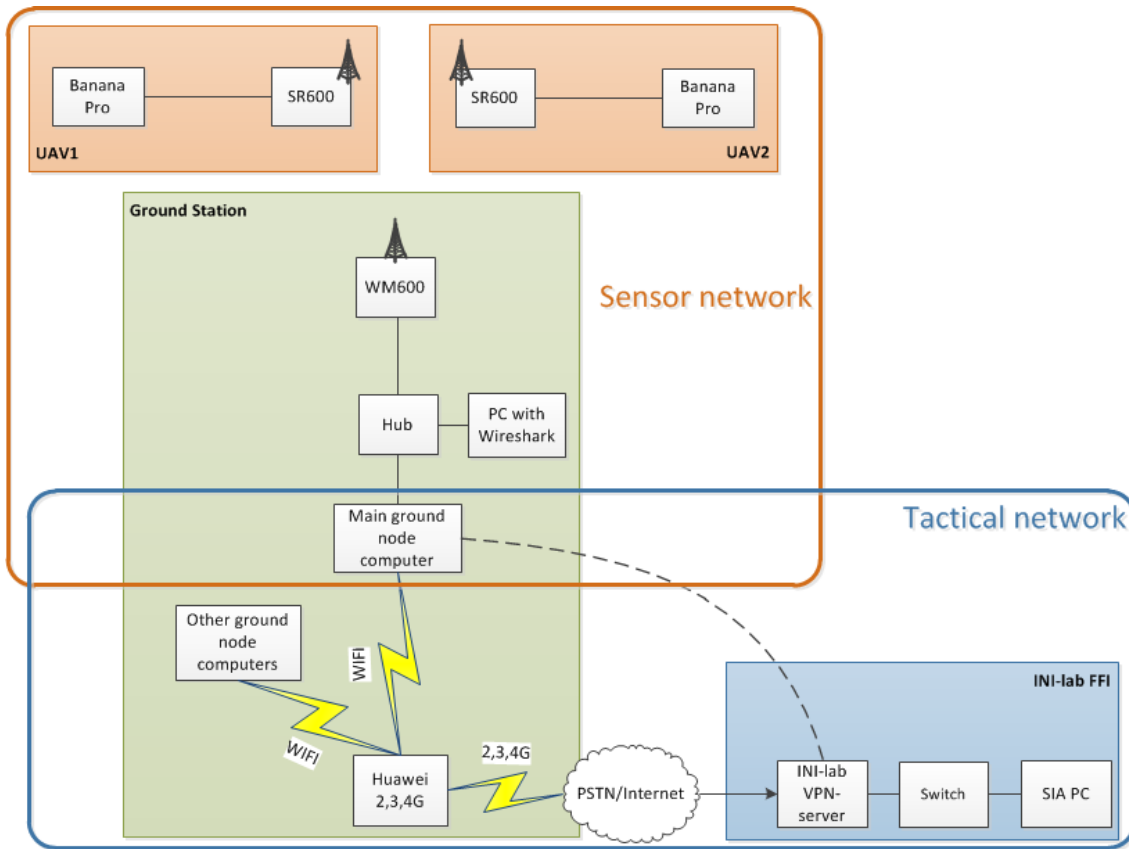 Banana
Pro
SR600
UAV1
SR600
Banana
Pro
UAV2
Ground Station
WM600
Sensor network
Hub
PC with
Wireshark
Tactical network
Main ground
node
computer
Other ground
node
computers
WIFI
WIFI
Huawei
2,3,4G
2,3,4G
PSTN/Internet
INI-lab FFI
INI-lab
VPN-
server
Switch
SIA PC